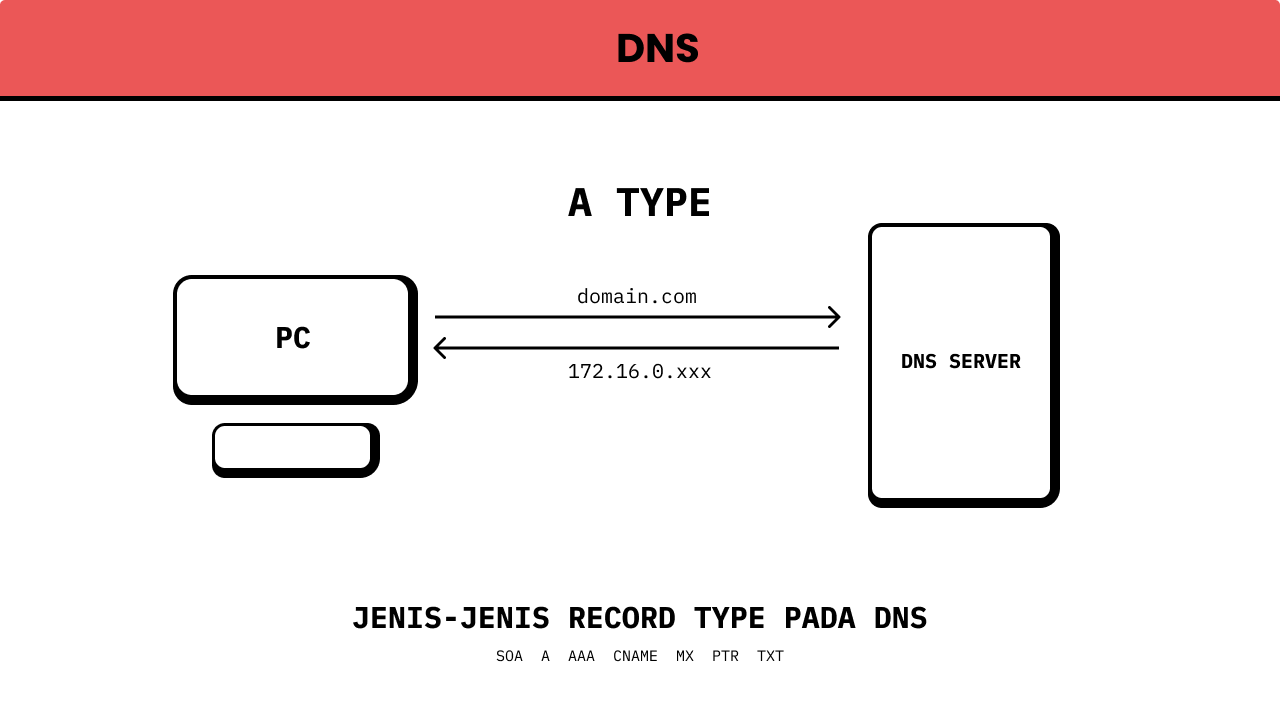 DNS
A TYPE
domain.com
PC
172.16.0.xxx
DNS SERVER
JENIS-JENIS RECORD TYPE PADA DNS
SOA A AAA CNAME MX PTR TXT